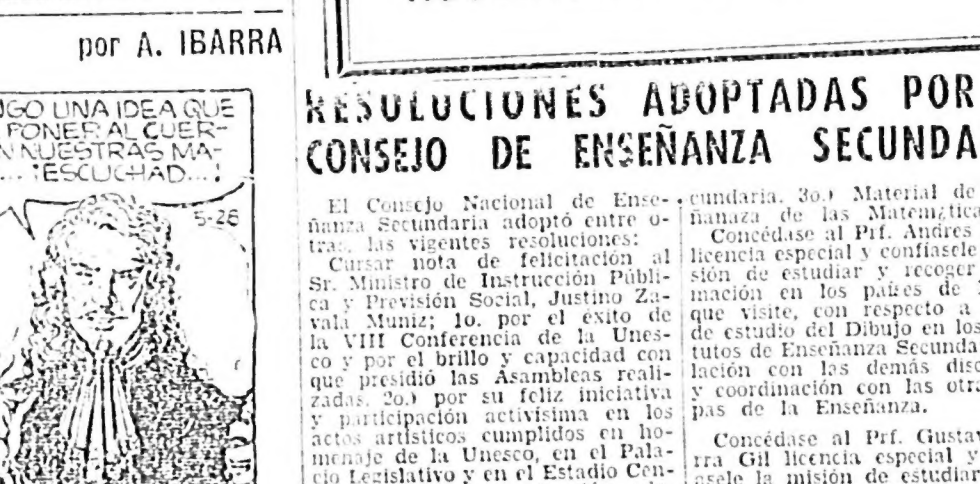 por A. IBARRA
UNA IDEA QUE
PONER AL CUER-
NUESTRAS MA-
... ¡ESCUCHAD...!
5-26
RESOLUCIONES ADOPTADAS POR
CONSEJO DE ENSEÑANZA SECUNDA
El Consejo Nacional de Ense-
ñanza Secundaria adoptó entre o-
tras, las vigentes resoluciones:
Cursar nota de felicitación al
Sr. Ministro de Instrucción Públi-
ca y Previsión Social, Justino Za-
vala Muniz; 1o. por el éxito de
la VIII Conferencia de la Unes-
co y por el brillo y capacidad con
que presidió las Asambleas reali-
zadas. 2o.) por su feliz iniciativa
y participación activísima en los
actos artísticos cumplidos en ho-
menaje de la Unesco, en el Pala-
cio Legislativo y en el Estadio Cen-
cundaria. 3o.) Material de
ñanaza de las Matemática
Concédase al Prf. Andres
licencia especial y confíasele
sión de estudiar y recoger
mación en los países de
que visite, con respecto a
de estudio del Dibujo en los
tutos de Enseñanza Secunda
lación con las demás disc
y coordinación con las otra
pas de la Enseñanza.
Concédase al Prf. Gustav
rra Gil licencia especial y
asele la misión de estudiar